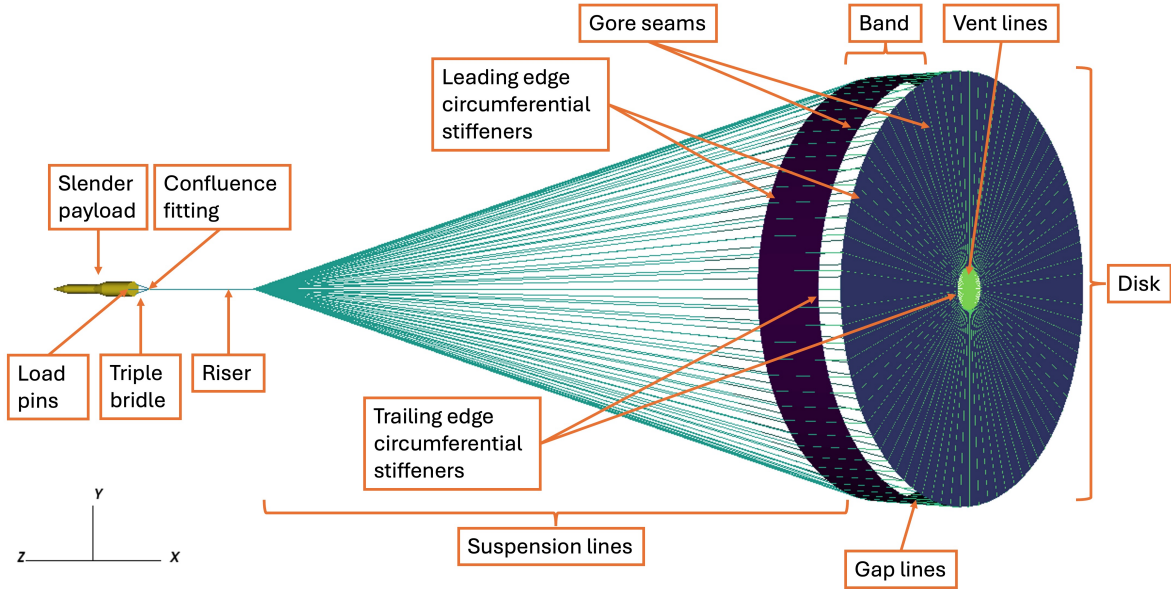 Gore seams
Band
Vent lines
Leading edge
circumferential
stiffeners
Slender
payload
Confluence
fitting
Disk
Load
pins
Triple
bridle
Riser
Trailing edge
circumferential
stiffeners
Suspension lines
Gap lines
Y
Z
X